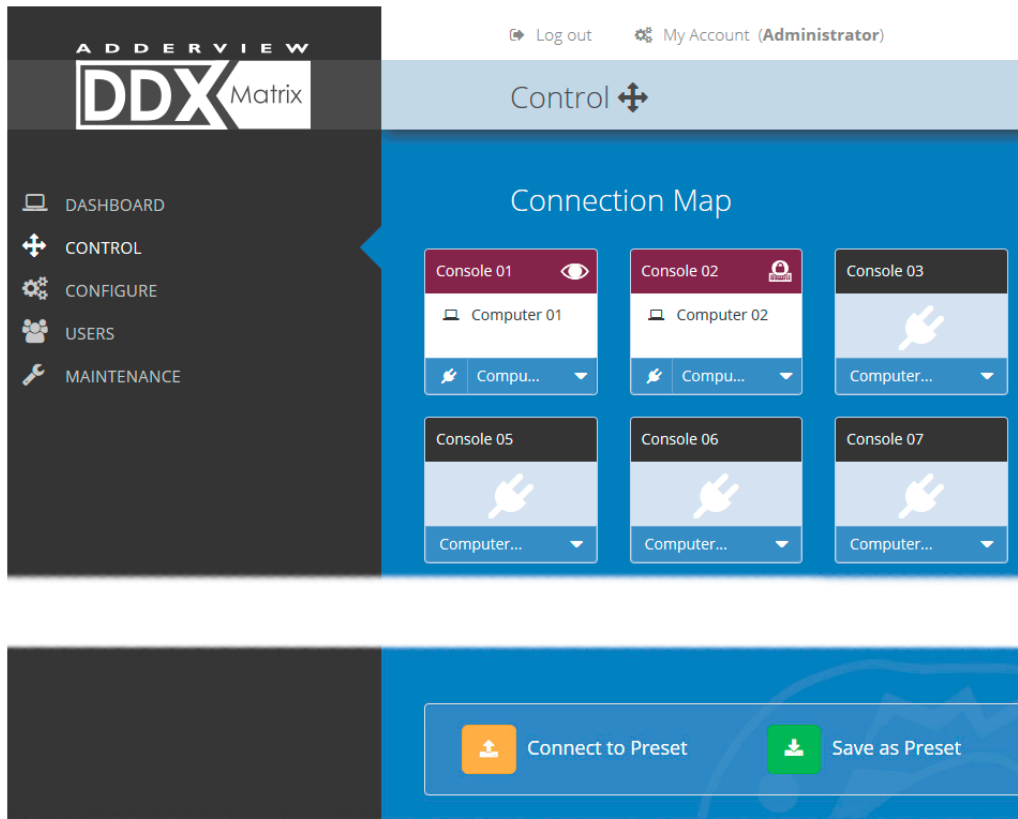 ADDERVIEW
DDX Matrix
Log out My Account (Administrator)
Control
DASHBOARD
CONTROL
CONFIGURE
USERS
MAINTENANCE
Connection Map
Console 01 Console 02 Console 03
Computer 01 Computer 02
Compu... Compu... Computer...
Console 05 Console 06 Console 07
Computer... Computer... Computer...
Connect to Preset Save as Preset